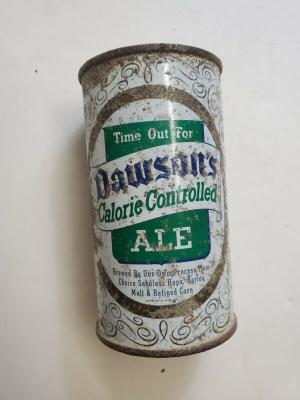 Time Out For
Dawson's
Calorie Controlled
ALE
Brewed By Our Own Process From
Choice Seedless Hops, Barley
Malt & Refined Corn